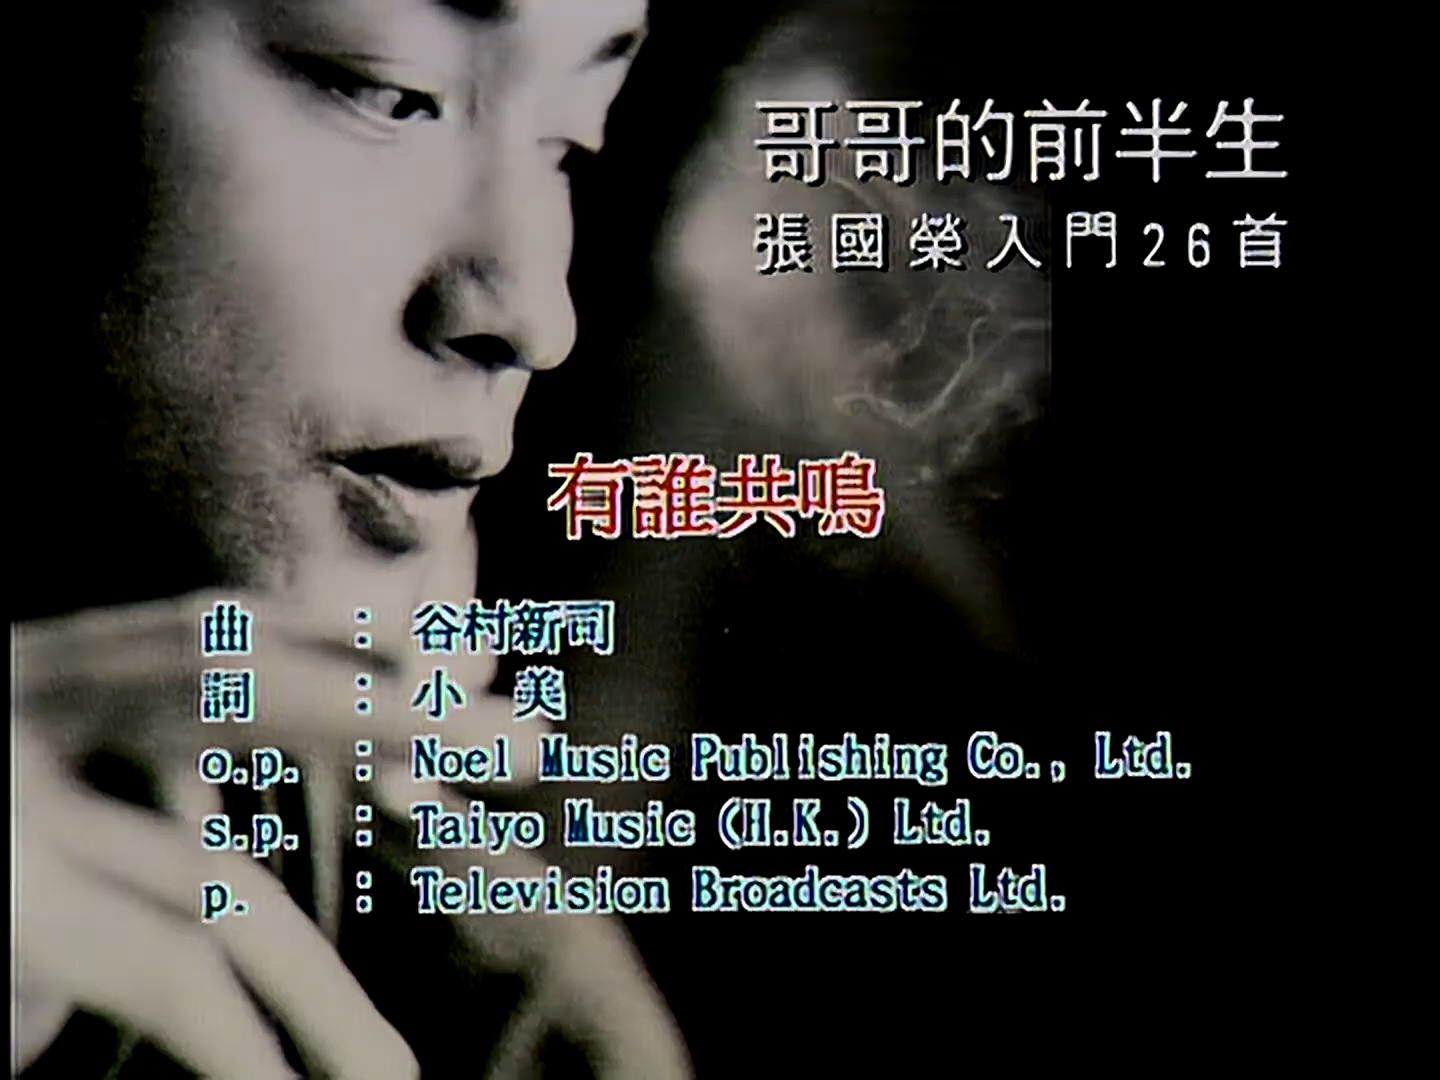 哥哥的前半生
張國榮入門26首
有誰共鳴
曲 : 谷村新司
詞 : 小 美
o.p. : Noel Music Publishing Co., Ltd.
s.p. : Taiyo Music (H.K.) Ltd.
p. : Television Broadcasts Ltd.